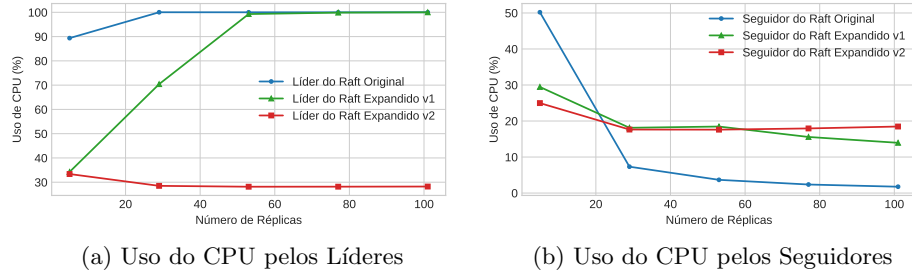 100
90
80
70
60
50
40
30
Uso de CPU (%)
Líder do Raft Original
Líder do Raft Expandido v1
Líder do Raft Expandido v2
20
40
60
80
100
Número de Réplicas
(a) Uso do CPU pelos Líderes
50
40
30
20
10
0
Uso de CPU (%)
Seguidor do Raft Original
Seguidor do Raft Expandido v1
Seguidor do Raft Expandido v2
20
40
60
80
100
Número de Réplicas
(b) Uso do CPU pelos Seguidores